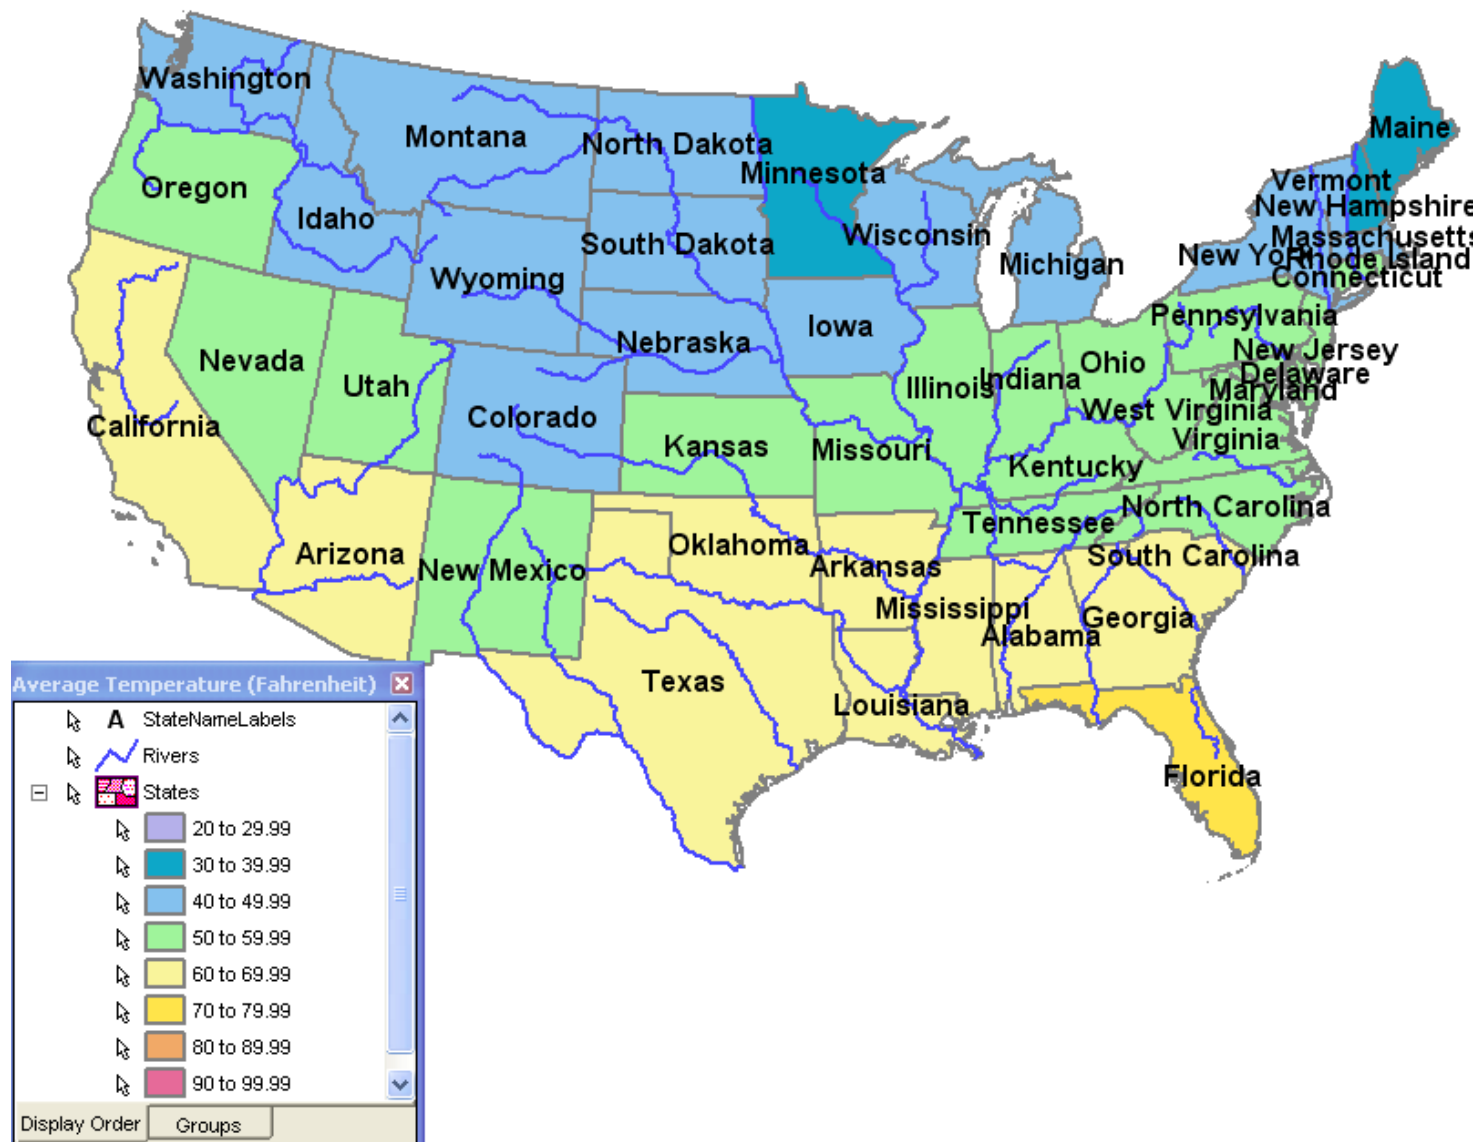 Washington
Montana
North Dakota
Minnesota
Maine
Oregon
Idaho
Vermont
New Hampshire
Massachusetts
South Dakota
Wisconsin
Michigan
New York
Rhode Island
Connecticut
Wyoming
Iowa
Nebraska
Pennsylvania
Nevada
Utah
Illinois
Indiana
Ohio
New Jersey
Delaware
Maryland
California
Colorado
Kansas
Missouri
West Virginia
Virginia
Kentucky
North Carolina
Tennessee
Arizona
New Mexico
Oklahoma
Arkansas
South Carolina
Mississippi
Alabama
Georgia
Texas
Louisiana
Florida
Average Temperature (Fahrenheit)
A StateNameLabels
Rivers
States
20 to 29.99
30 to 39.99
40 to 49.99
50 to 59.99
60 to 69.99
70 to 79.99
80 to 89.99
90 to 99.99
Display Order Groups